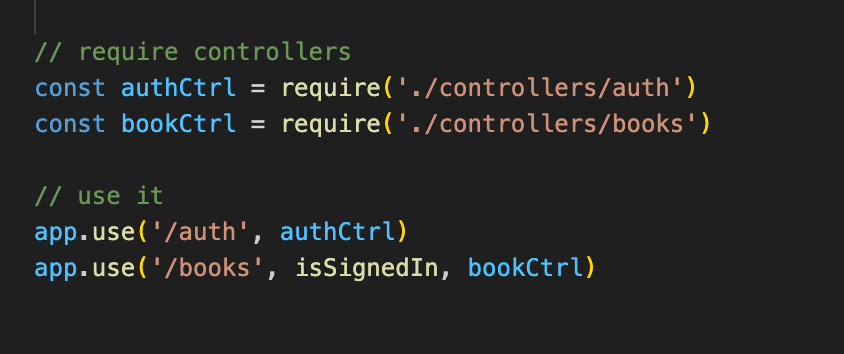 // require controllers
const authCtrl = require('./controllers/auth')
const bookCtrl = require('./controllers/books')
// use it
app.use('/auth', authCtrl)
app.use('/books', isSignedIn, bookCtrl)